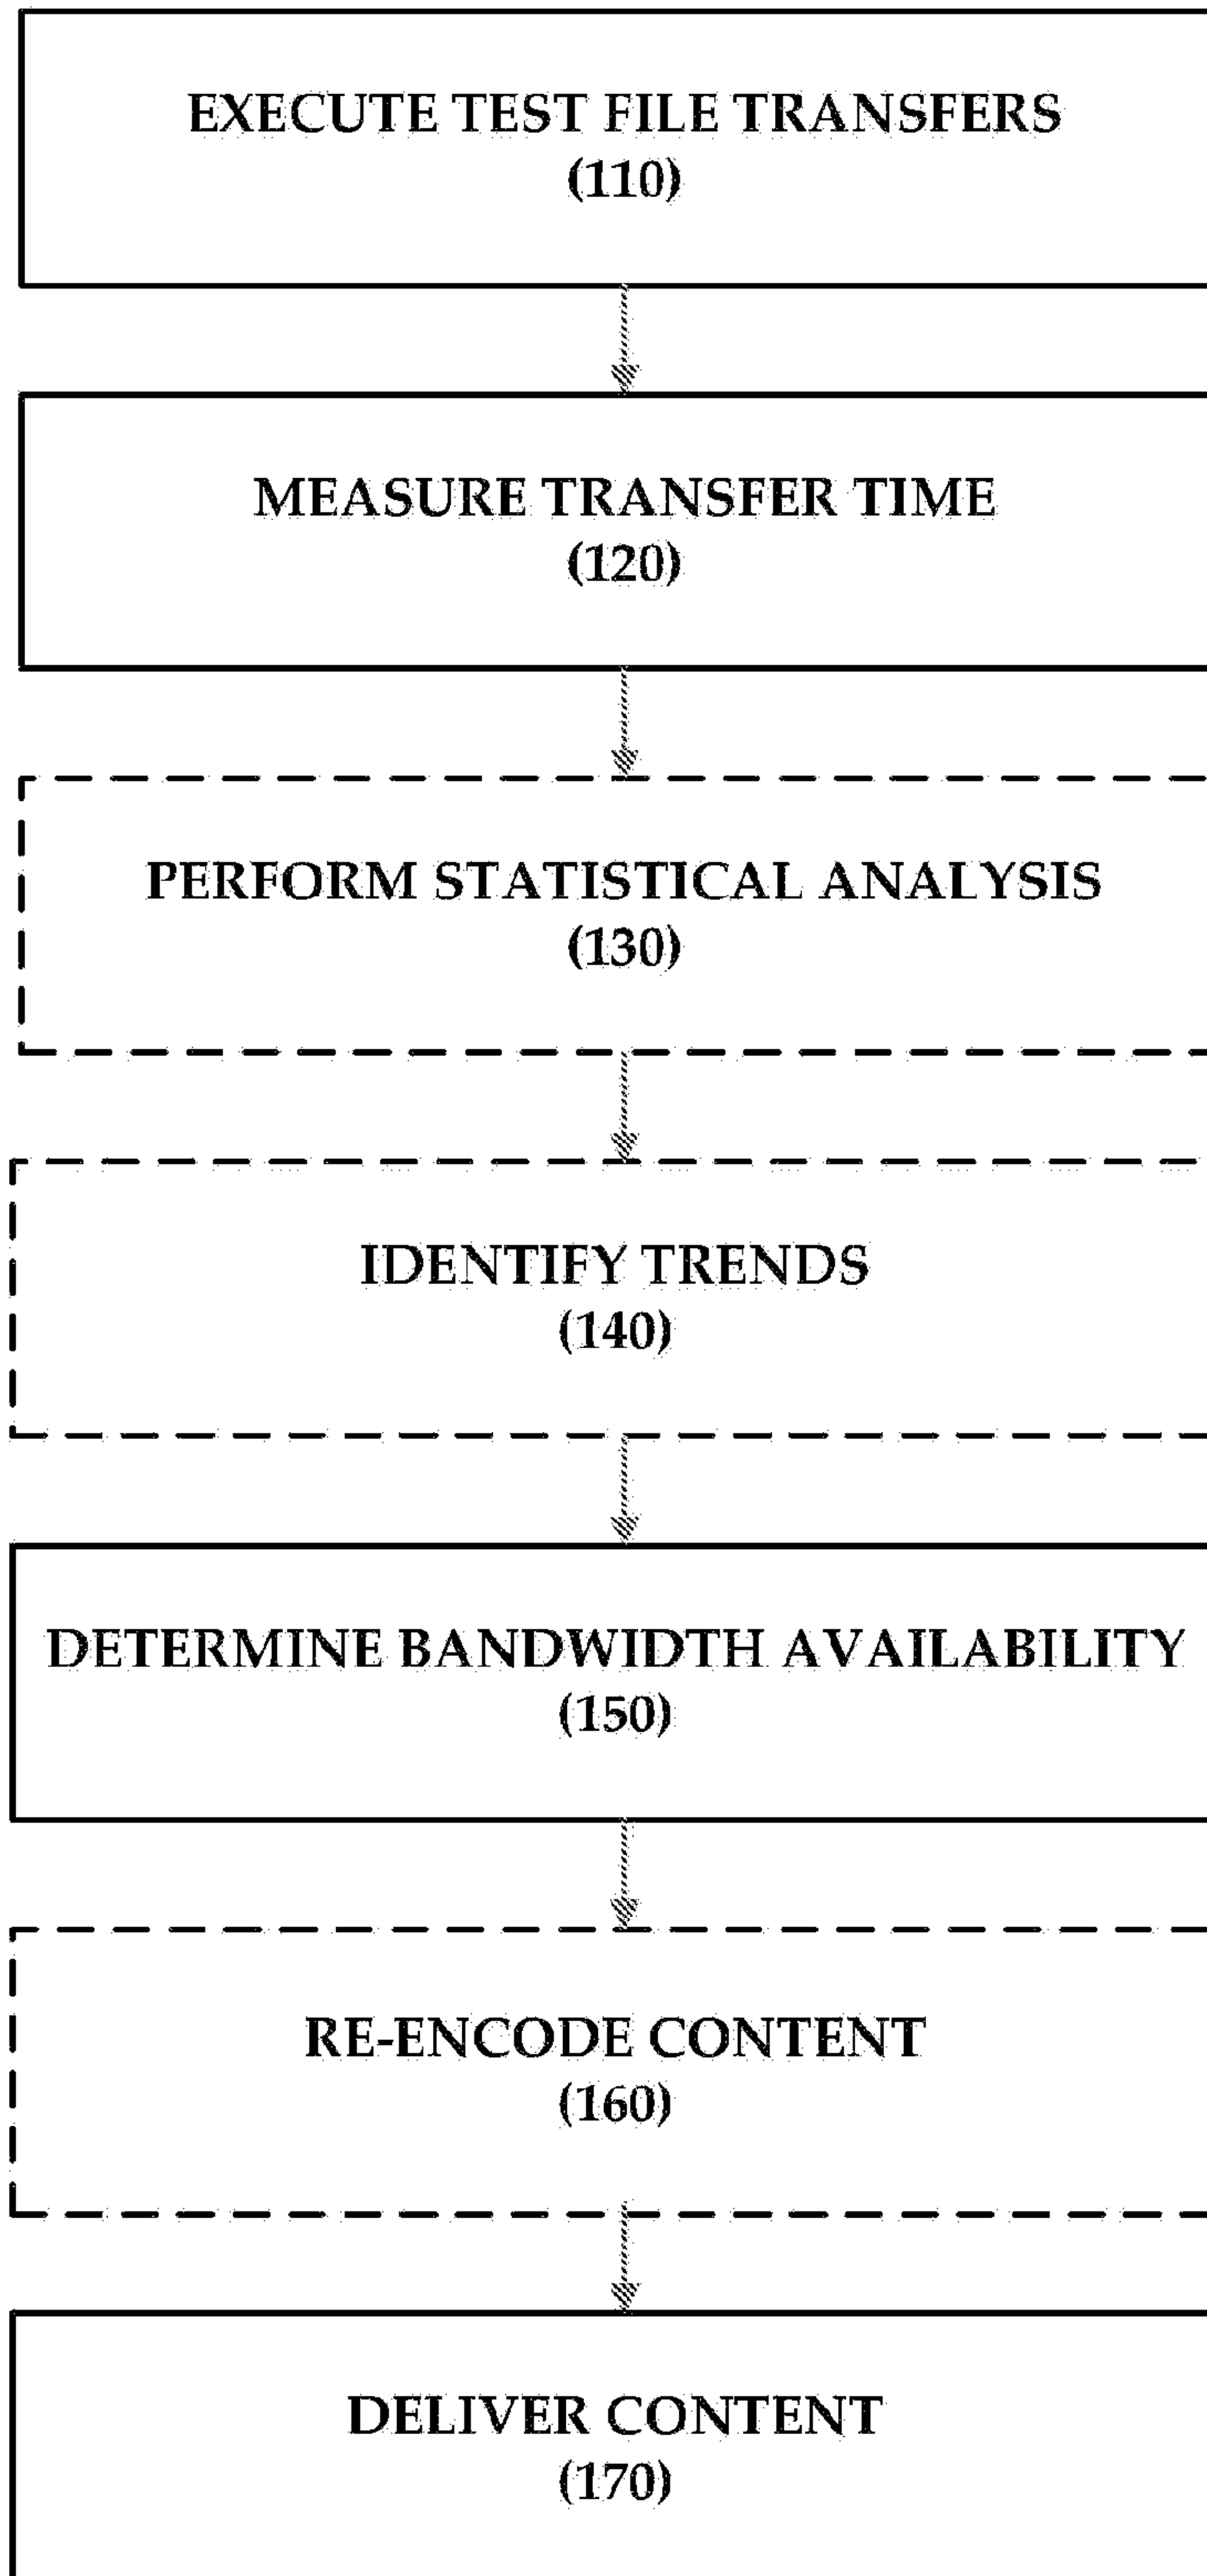 EXECUTE TEST FILE TRANSFERS
(110)
MEASURE TRANSFER TIME
(120)
PERFORM STATISTICAL ANALYSIS
(130)
IDENTIFY TRENDS
(140)
DETERMINE BANDWIDTH AVAILABILITY
(150)
RE-ENCODE CONTENT
(160)
DELIVER CONTENT
(170)